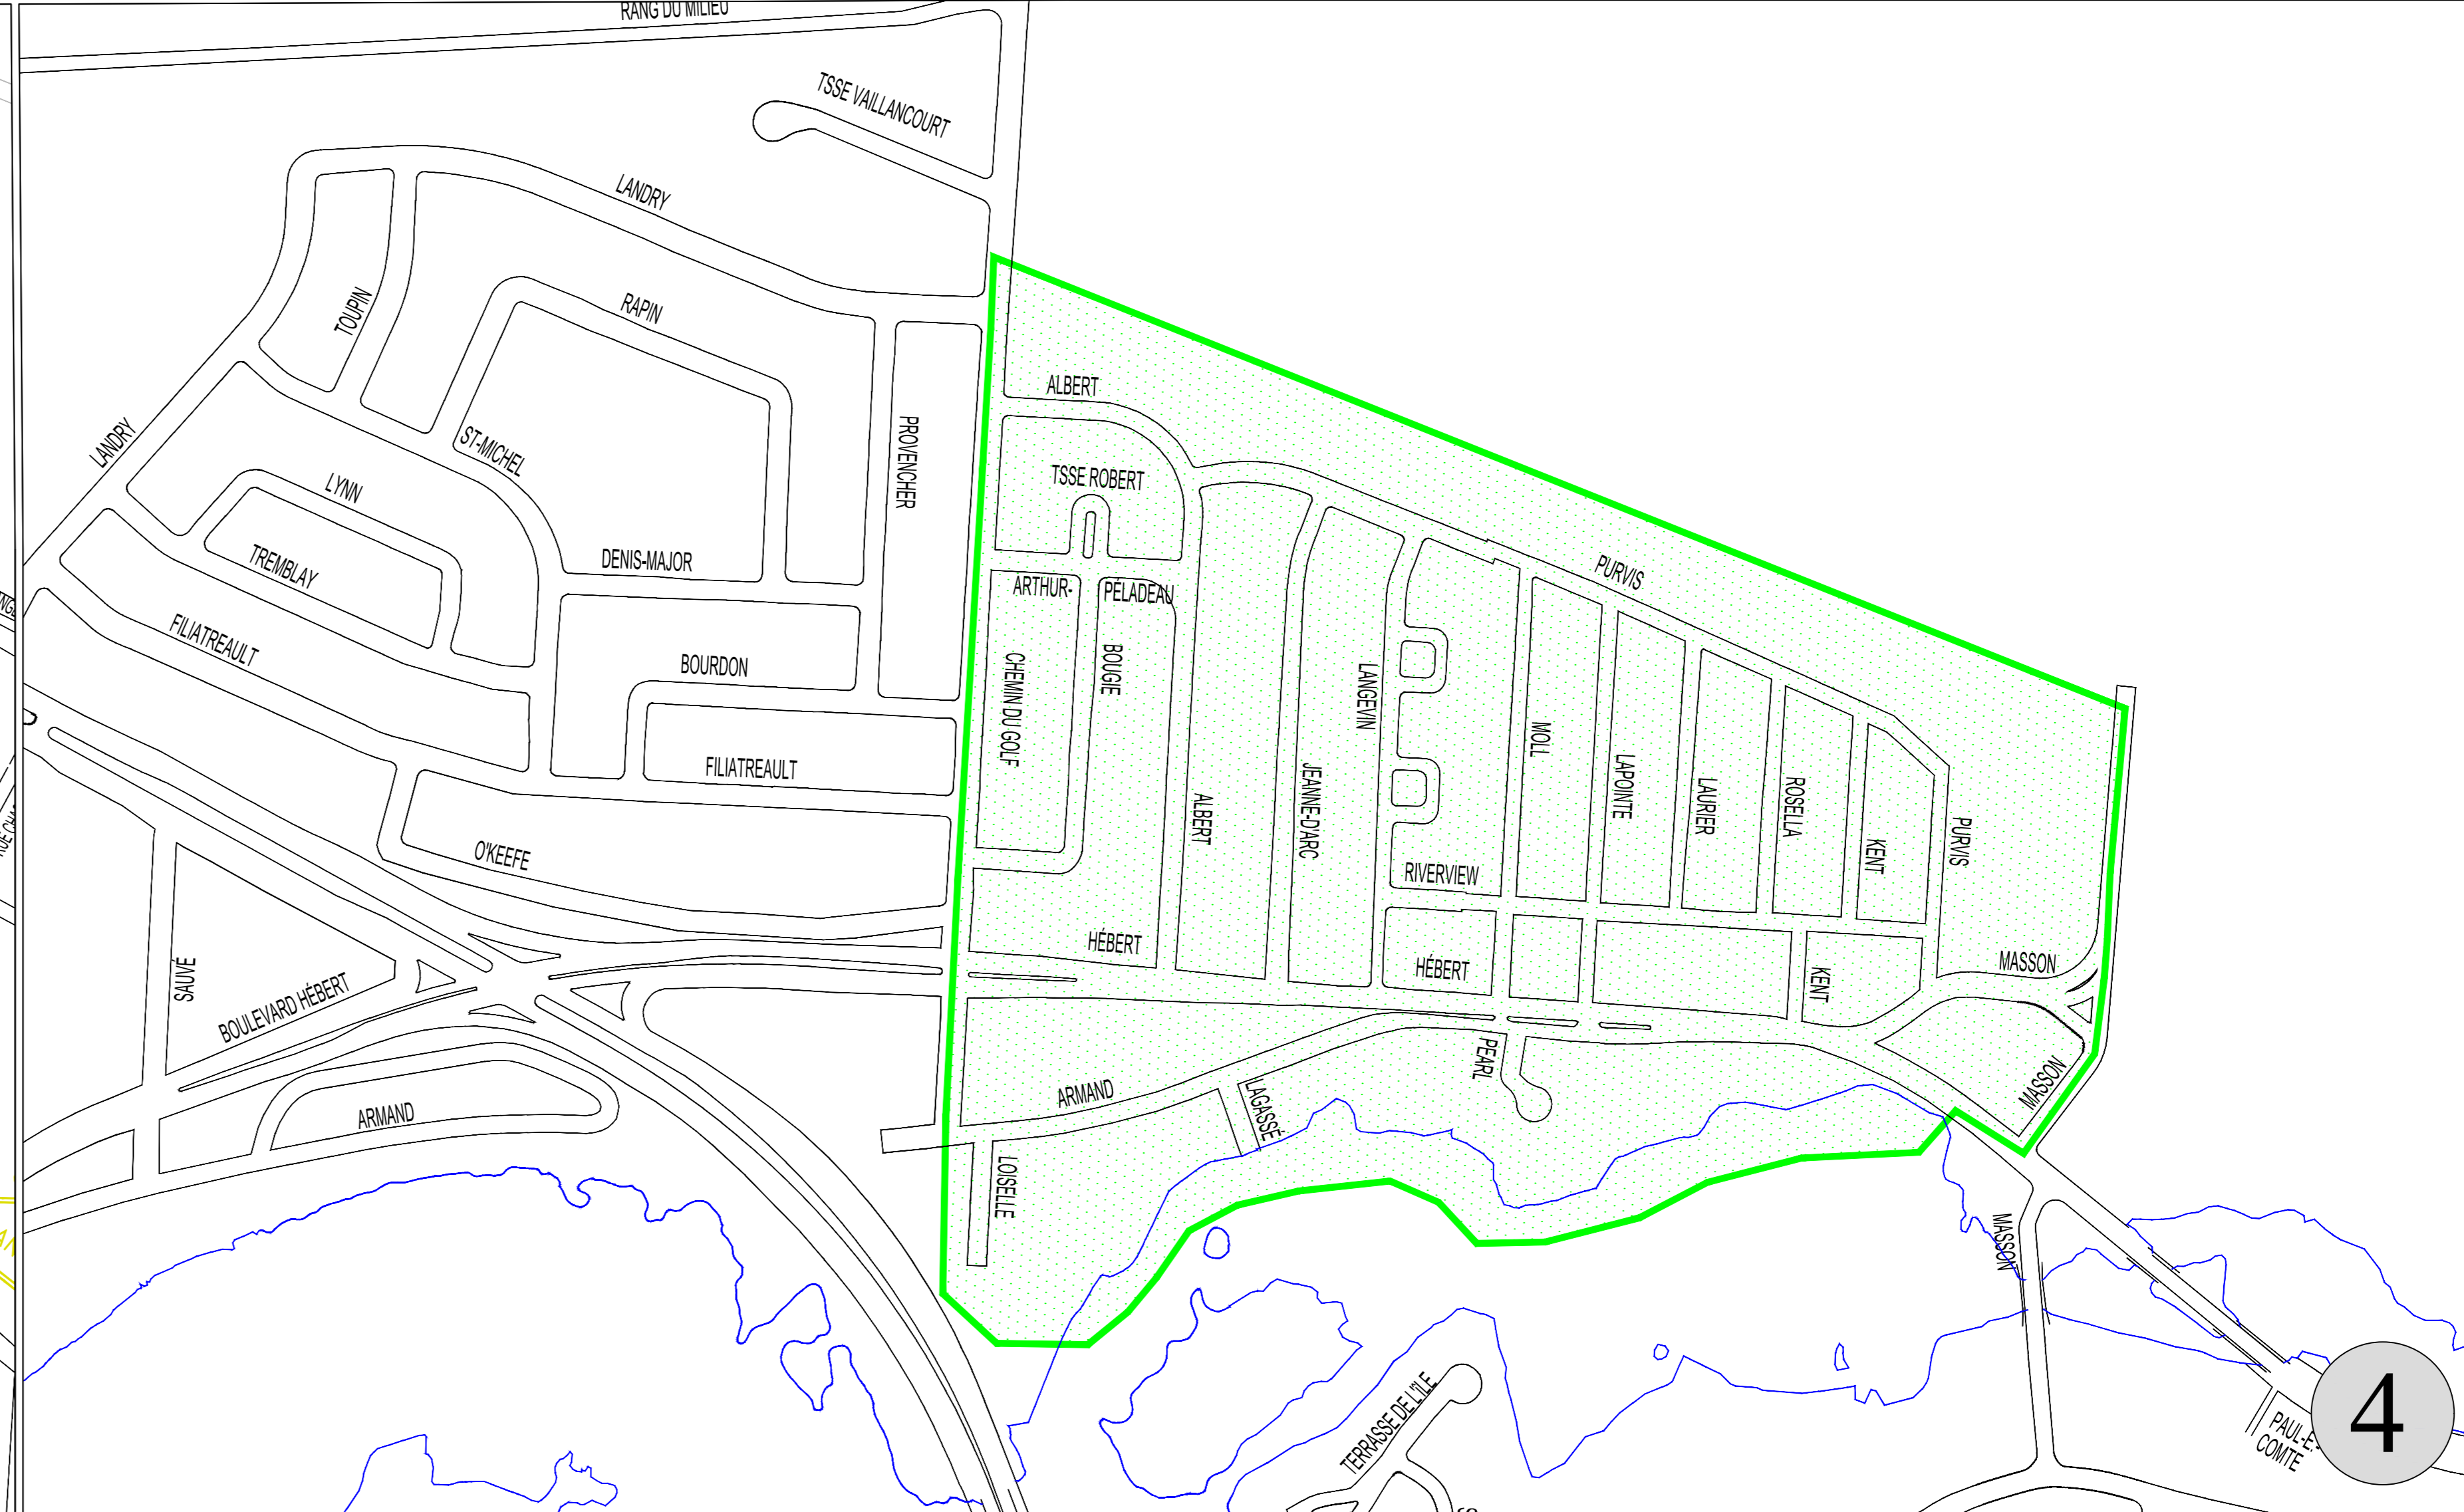 RANG DU MILIEU
TSSE VAILLANCOURT
LANDRY
TOUPIN
RAPIN
ALBERT
LANDRY
ST-MICHEL
PROVENCHER
TSSE ROBERT
LYNN
DENIS-MAJOR
PURVIS
TREMBLAY
ARTHUR-
PÉLADEAU
FILIATREAULT
BOURDON
CHEMIN DU GOLF
BOUGIE
LANGEVIN
MOLL
LAPOINTE
LAURIER
ROSELLA
KENT
PURVIS
FILIATREAULT
ALBERT
JEANNE-D'ARC
O'KEEFE
RIVERVIEW
HÉBERT
HÉBERT
KENT
MASSON
SAUVÉ
BOULEVARD HÉBERT
ARMAND
ARMAND
LAGASSÉ
PEARL
MASSON
LOISELLE
MASSON
TERRASSE DE L'ÎLE
COMTE
4